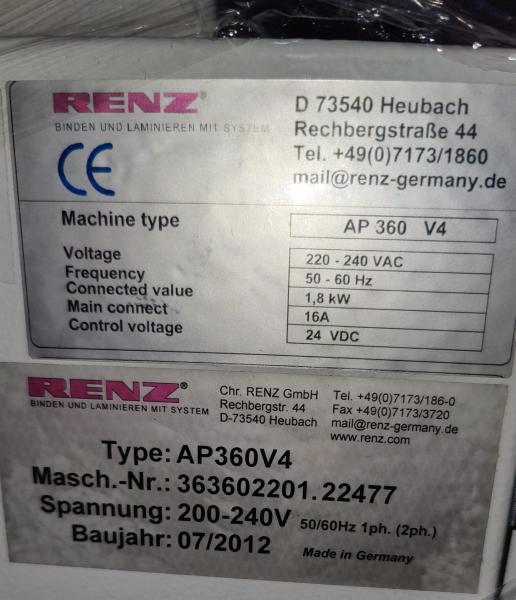 RENZ®
BINDEN UND LAMINIEREN MIT SYSTEM
D 73540 Heubach
Rechbergstraße 44
Tel. +49(0)7173/1860
mail@renz-germany.de
CE
Machine type AP 360 V4
Voltage 220 - 240 VAC
Frequency 50 - 60 Hz
Connected value 1,8 kW
Main connect 16A
Control voltage 24 VDC
RENZ®
BINDEN UND LAMINIEREN MIT SYSTEM
Chr. RENZ GmbH
Rechbergstr. 44
D-73540 Heubach
Tel. +49(0)7173/186-0
Fax +49(0)7173/3720
mail@renz-germany.de
www.renz.com
Type: AP360V4
Masch.-Nr.: 363602201.22477
Spannung: 200-240V 50/60Hz 1ph. (2ph.)
Baujahr: 07/2012 Made in Germany